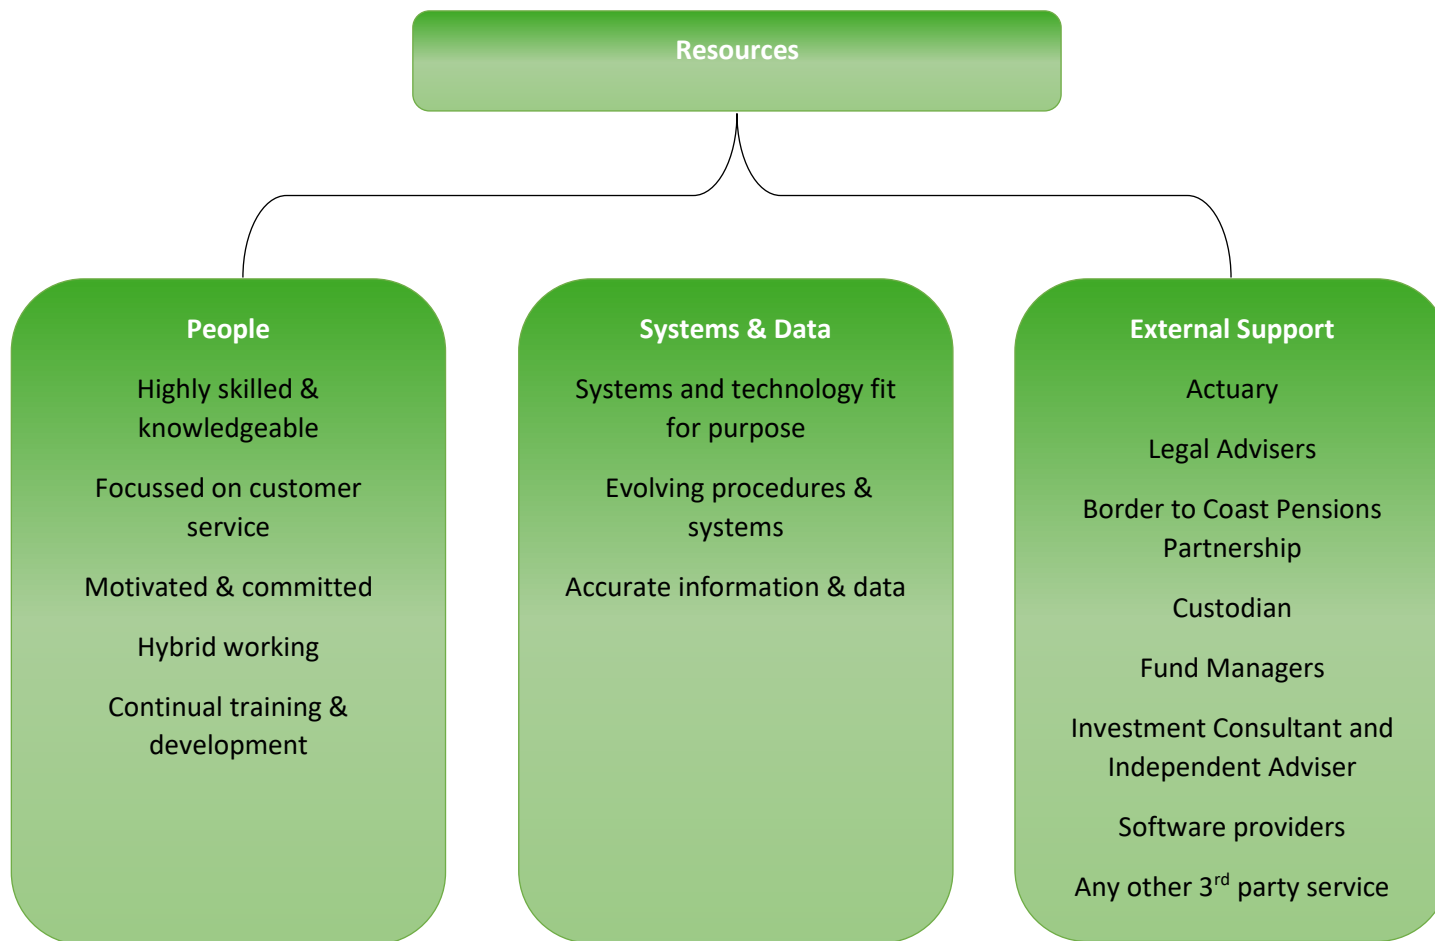 Resources
People
Highly skilled &
knowledgeable
Focussed on customer
service
Motivated & committed
Hybrid working
Continual training &
development
Systems & Data
Systems and technology fit
for purpose
Evolving procedures &
systems
Accurate information & data
External Support
Actuary
Legal Advisers
Border to Coast Pensions
Partnership
Custodian
Fund Managers
Investment Consultant and
Independent Adviser
Software providers
Any other 3rd party service